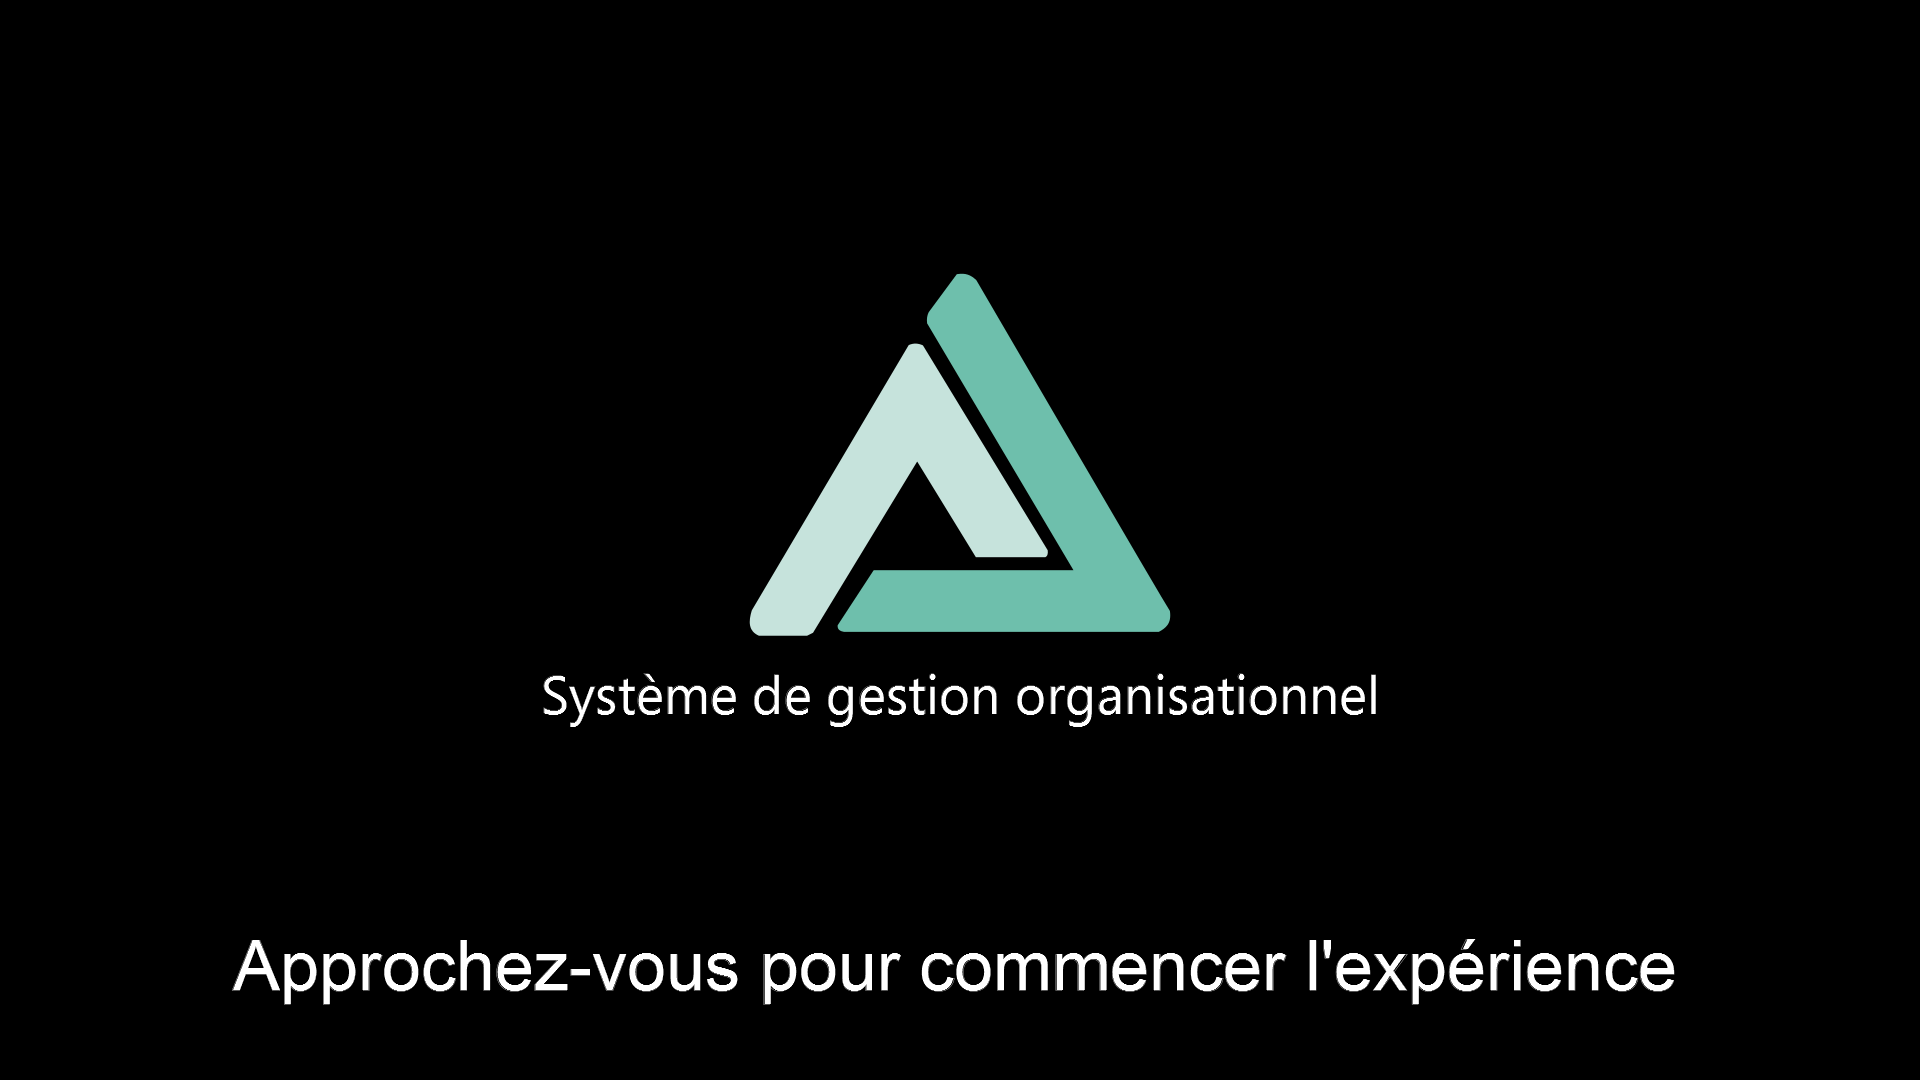 Système de gestion organisationnel
Approchez-vous pour commencer l'expérience